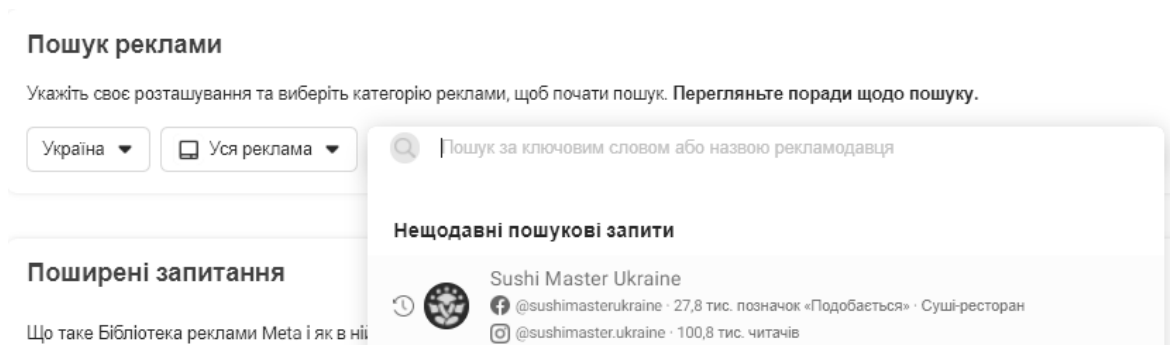 Пошук реклами
Укажіть своє розташування та виберіть категорію реклами, щоб почати пошук. Перегляньте поради щодо пошуку.
Україна
Уся реклама
Пошук за ключовим словом або назвою рекламодавця
Нещодавні пошукові запити
Поширені запитання
Sushi Master Ukraine
@sushimasterukraine · 27,8 тис. позначок «Подобається» · Суші-ресторан
@sushimaster.ukraine · 100,8 тис. читачів
Що таке Бібліотека реклами Meta і як в ній